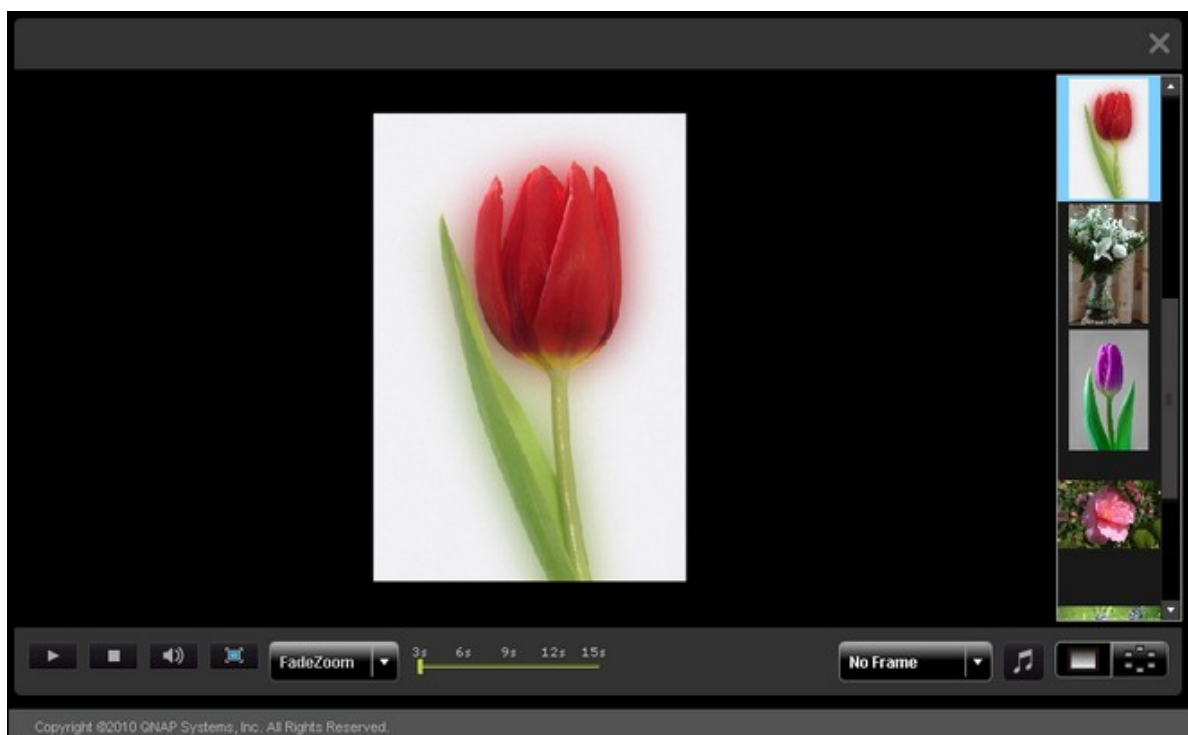 FadeZoom
3s 6s 9s 12s 15s
No Frame
Copyright ©2010 QNAP Systems, Inc. All Rights Reserved.